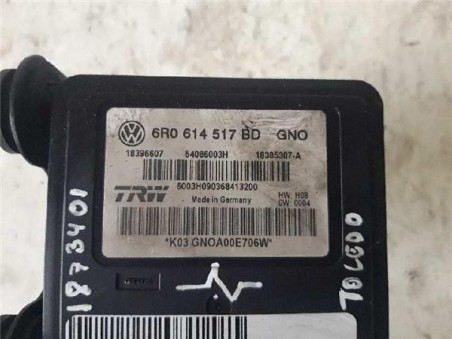 6R0 614 517 BD GNO
18396607 54086003H 18385307-A
TRW 5003H090368413200
Made in Germany
HW: H08
SW: 0004
*K03 GNOA00E706W*
1873401
TOLEDO